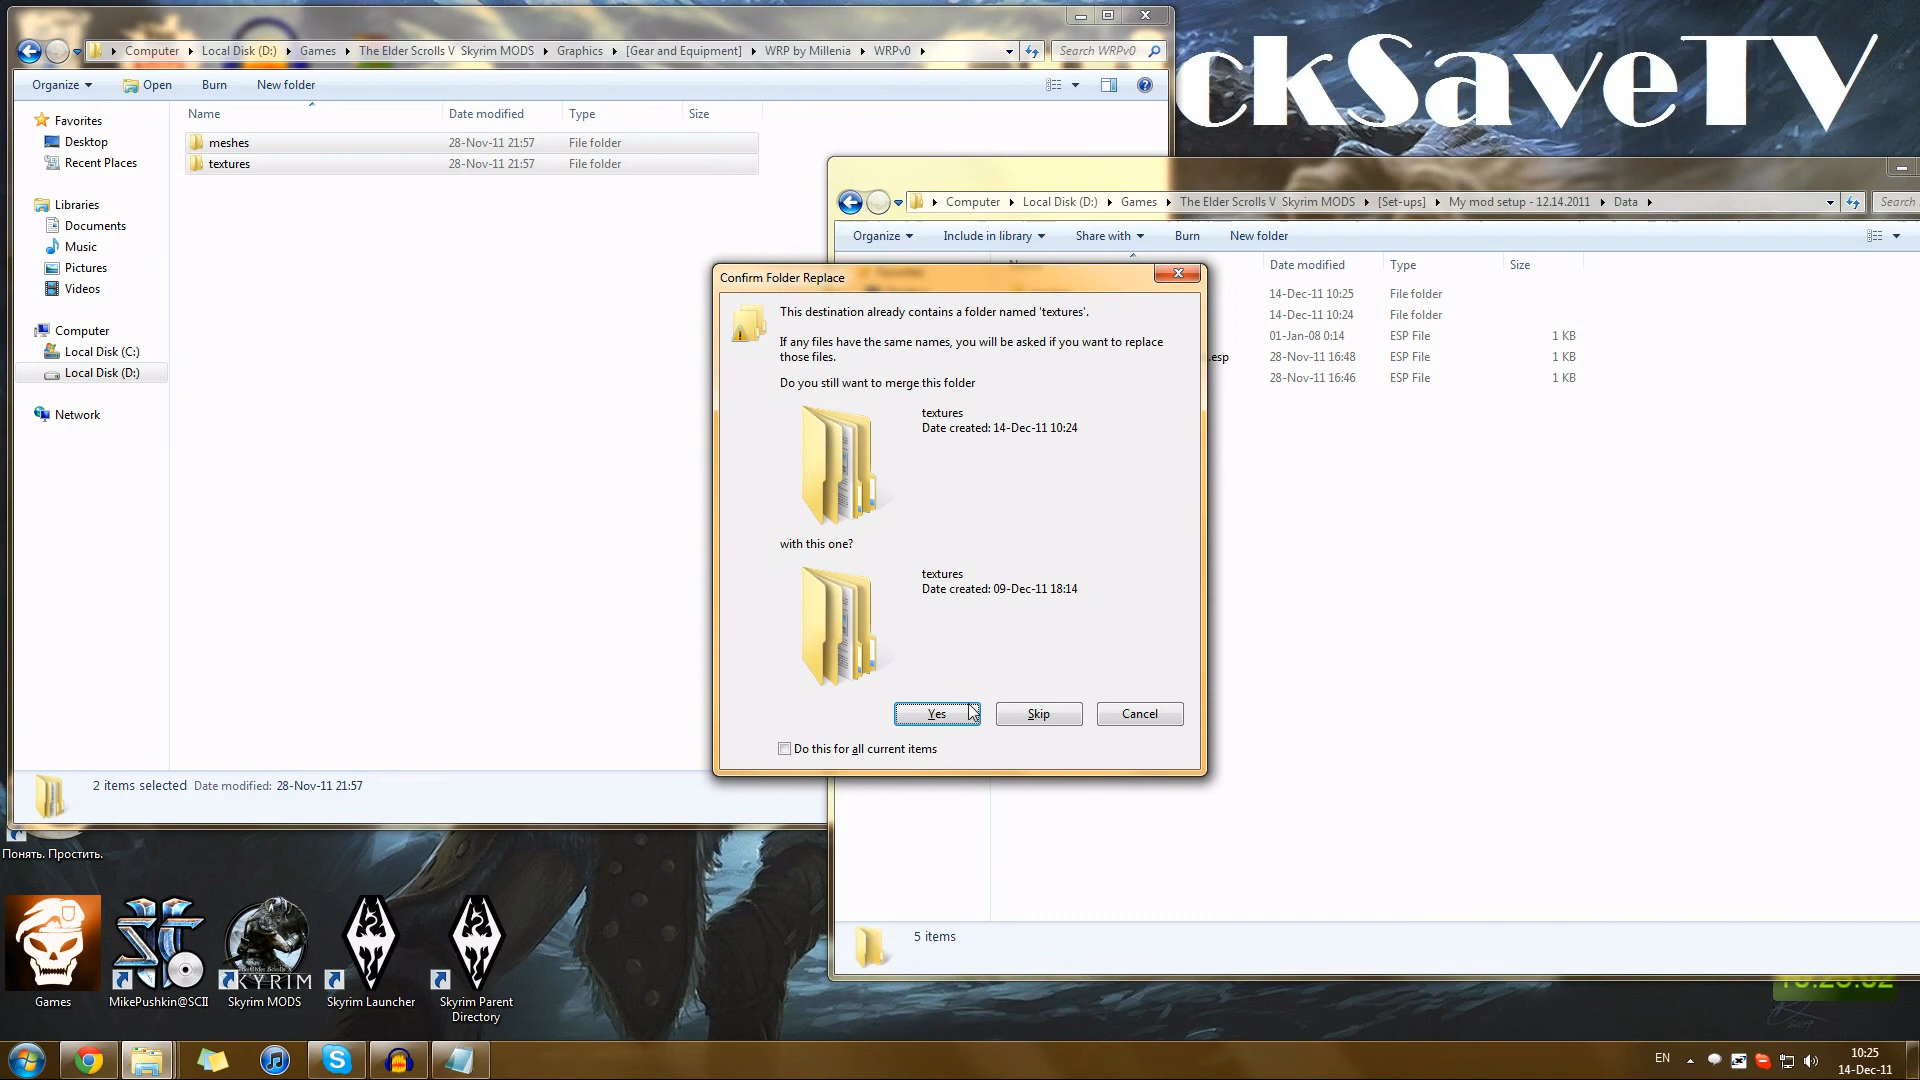 ckSaveTV
Computer
Local Disk (D:)
Games
The Elder Scrolls V  Skyrim MODS
Graphics
[Gear and Equipment]
WRP by Millenia
WRPv0
Search WRPv0
Organize
Open
Burn
New folder
Name
Date modified
Type
Size
Favorites
Desktop
Recent Places
Libraries
Documents
Music
Pictures
Videos
Computer
Local Disk (C:)
Local Disk (D:)
Network
meshes 28-Nov-11 21:57 File folder
textures 28-Nov-11 21:57 File folder
2 items selected Date modified: 28-Nov-11 21:57
Computer
Local Disk (D:)
Games
The Elder Scrolls V  Skyrim MODS
[Set-ups]
My mod setup - 12.14.2011
Data
Search
Organize
Include in library
Share with
Burn
New folder
Date modified
Type
Size
14-Dec-11 10:25 File folder
14-Dec-11 10:24 File folder
01-Jan-08 0:14 ESP File 1 KB
.esp 28-Nov-11 16:48 ESP File 1 KB
28-Nov-11 16:46 ESP File 1 KB
5 items
Confirm Folder Replace
This destination already contains a folder named 'textures'.
If any files have the same names, you will be asked if you want to replace
those files.
Do you still want to merge this folder
textures
Date created: 14-Dec-11 10:24
with this one?
textures
Date created: 09-Dec-11 18:14
Yes
Skip
Cancel
Do this for all current items
Понять. Простить.
Games
MikePushkin@SCII
Skyrim MODS
Skyrim Launcher
Skyrim Parent
Directory
EN
10:25
14-Dec-11